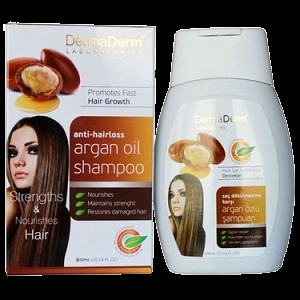 DermaDerm
LABORATORIES
Promotes Fast
Hair Growth
anti-hairloss
argan oil
shampoo
Nourishes
Maintains strenght
Restores damaged hair
Strengths
&
Nourishes
Hair
300mL
DermaDerm
saç dökülmesine
karşı
argan özlü
şampuan